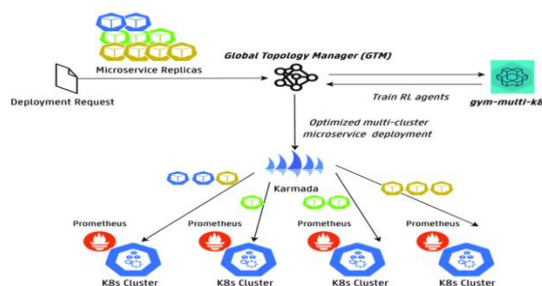 Microservice Replicas
Global Topology Manager (GTM)
Deployment Request
Train RL agents
gym-multi-k8
Optimized multi-cluster
microservice deployment
Karmada
Prometheus
Prometheus
Prometheus
Prometheus
K8s Cluster
K8s Cluster
K8s Cluster
K8s Cluster